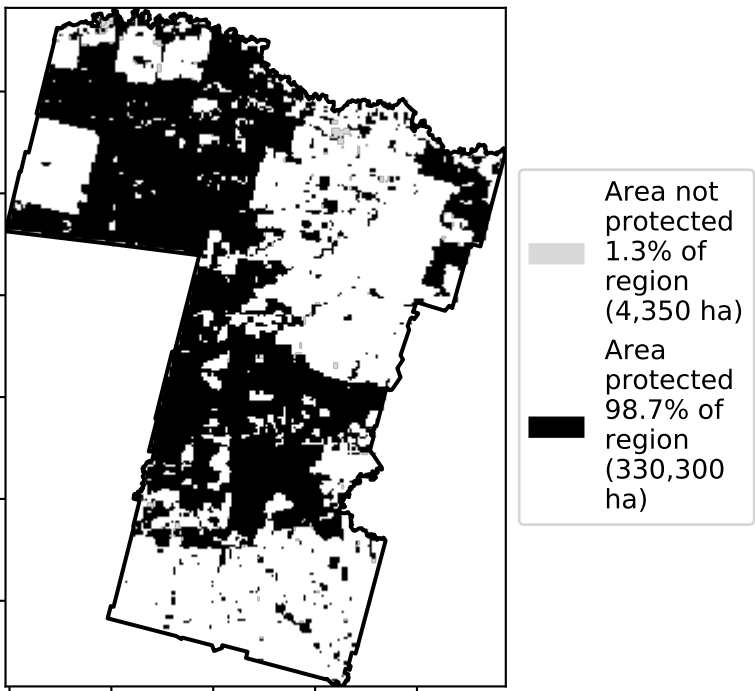 Area not
protected
1.3% of
region
(4,350 ha)
Area
protected
98.7% of
region
(330,300
ha)